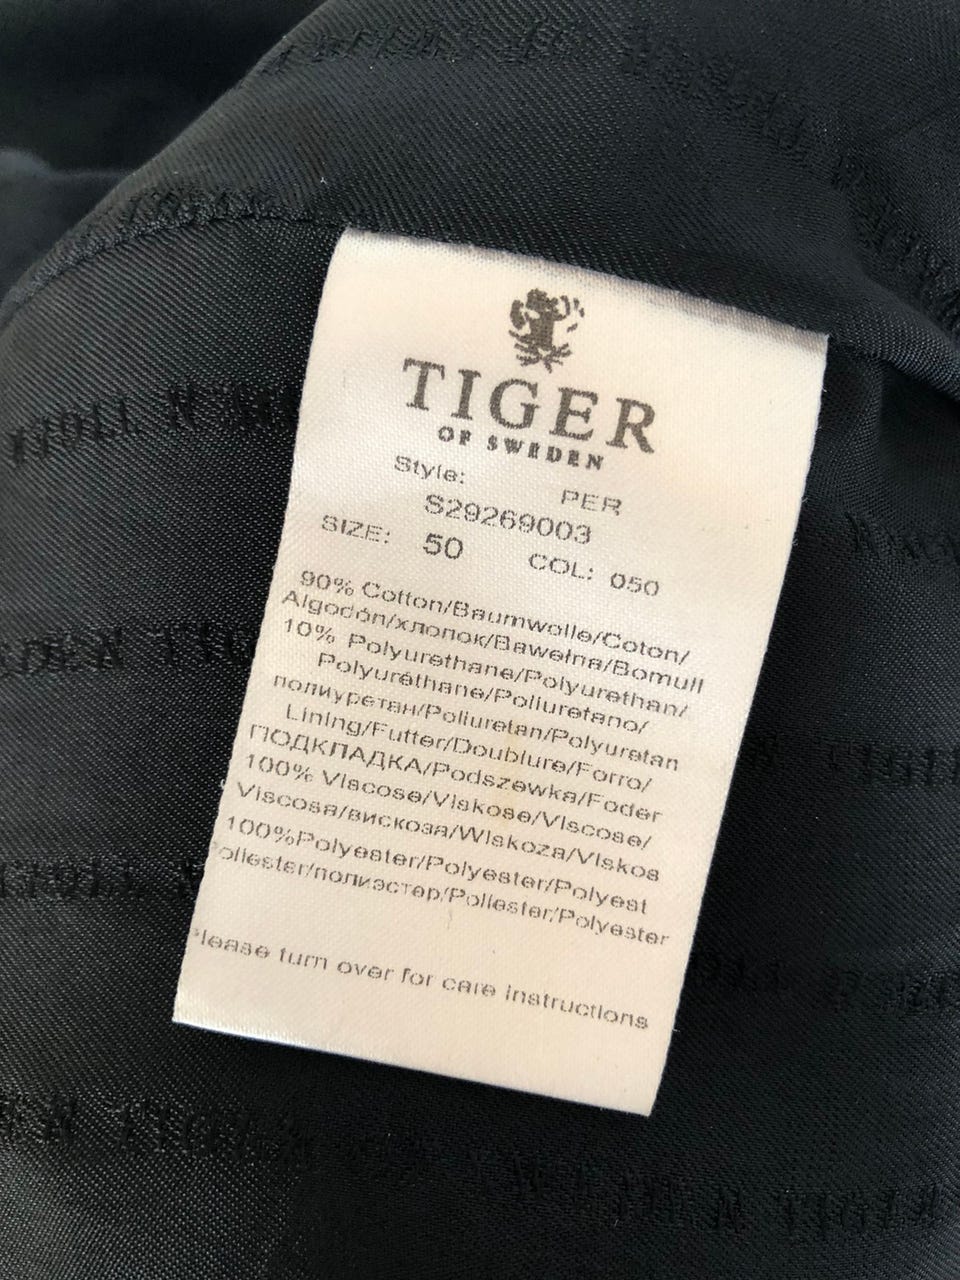 TIGER
OF SWEDEN
Style: PER
S29269003
SIZE: 50 COL: 050
90% Cotton/Baumwolle/Coton/
Algodón/хлопок/Bawełna/Bomull
10% Polyurethane/Polyurethan/
Polyuréthane/Poliuretano/
полиуретан/Poliuretan/Polyuretan
Lining/Futter/Doublure/Forro/
ПОДКЛАДКА/Podszewka/Foder
100% Viscose/Viskose/Viscose/
Viscosa/вискоза/Wiskoza/Viskos
100%Polyester/Polyester/Polyest
Poliester/полиэстер/Poliester/Polyester
Please turn over for care instructions